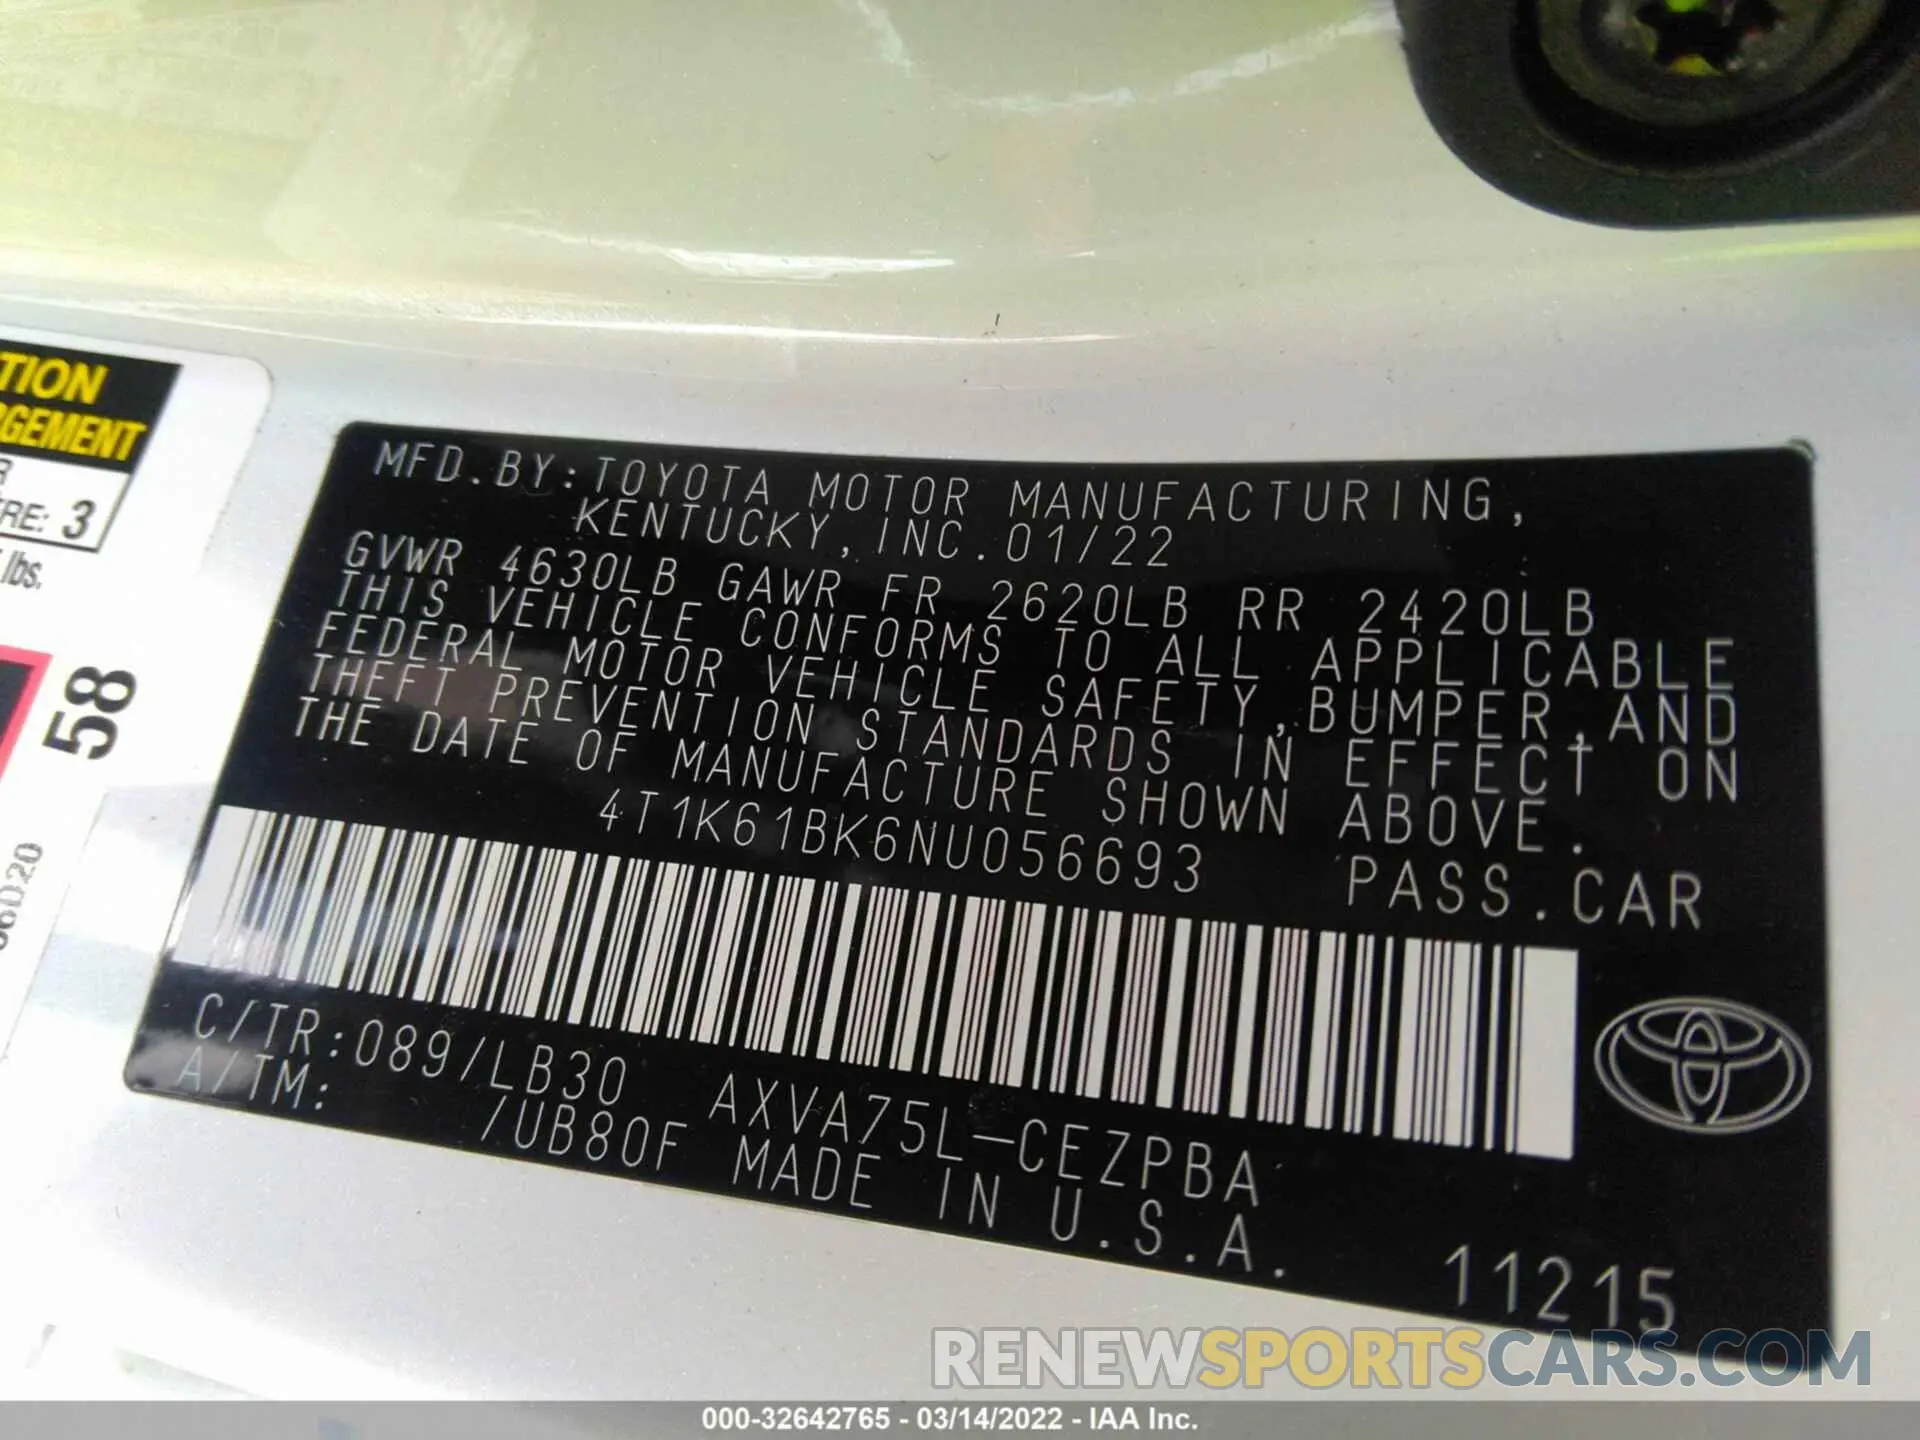 TION
RGEMENT
R
RE: 3
lbs.
58
06D20
MFD.BY:TOYOTA MOTOR MANUFACTURING,
KENTUCKY,INC.01/22
GVWR 4630LB GAWR FR 2620LB RR 2420LB
THIS VEHICLE CONFORMS TO ALL APPLICABLE
FEDERAL MOTOR VEHICLE SAFETY,BUMPER,AND
THEFT PREVENTION STANDARDS IN EFFECT ON
THE DATE OF MANUFACTURE SHOWN ABOVE.
4T1K61BK6NU056693 PASS.CAR
C/TR:089/LB30 AXVA75L-CEZPBA
A/TM: /UB80F MADE IN U.S.A.
11215
RENEWSPORTSCARS.COM
000-32642765 - 03/14/2022 - IAA Inc.